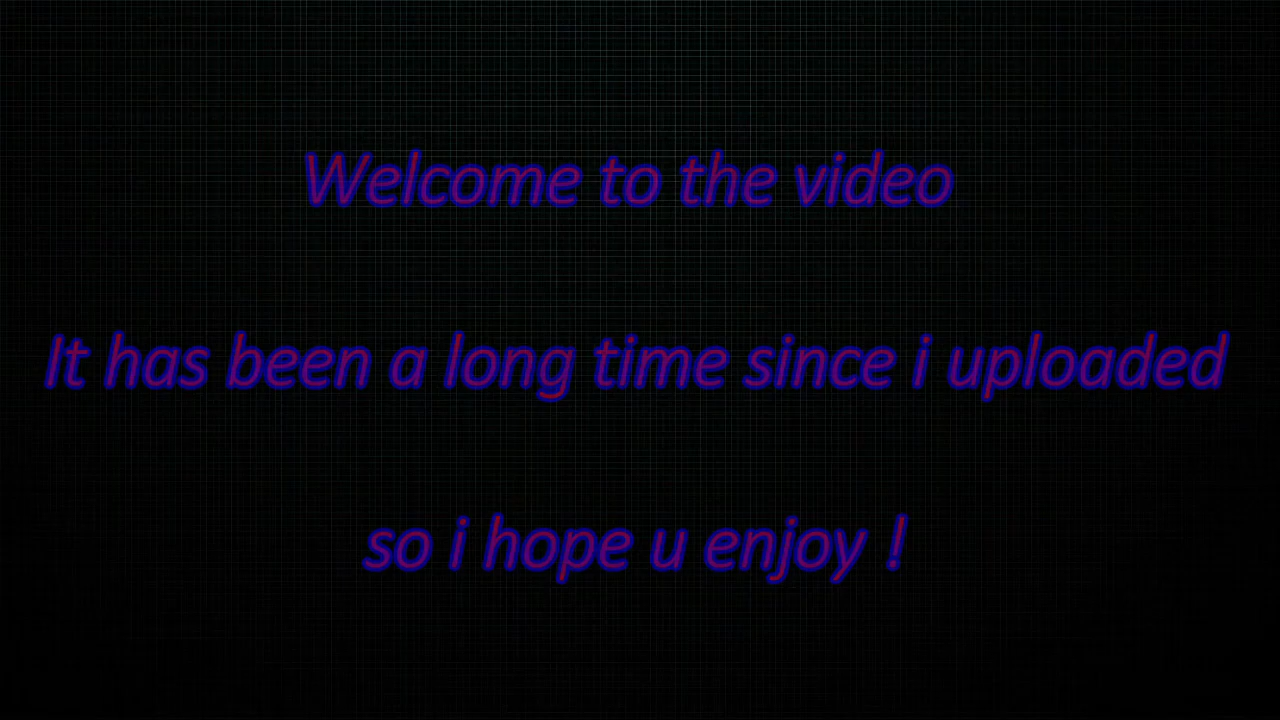 Welcome to the video
It has been a long time since i uploaded
so i hope u enjoy !